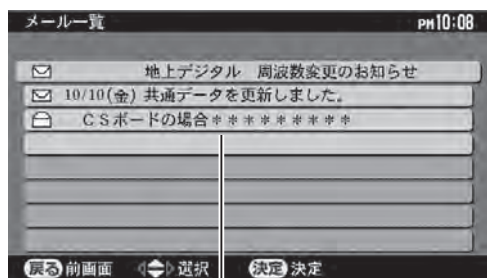 メール一覧 PM10:08
地上デジタル 周波数変更のお知らせ
10/10(金) 共通データを更新しました。
CSボードの場合＊＊＊＊＊＊＊＊＊
戻る 前画面 選択 決定 決定